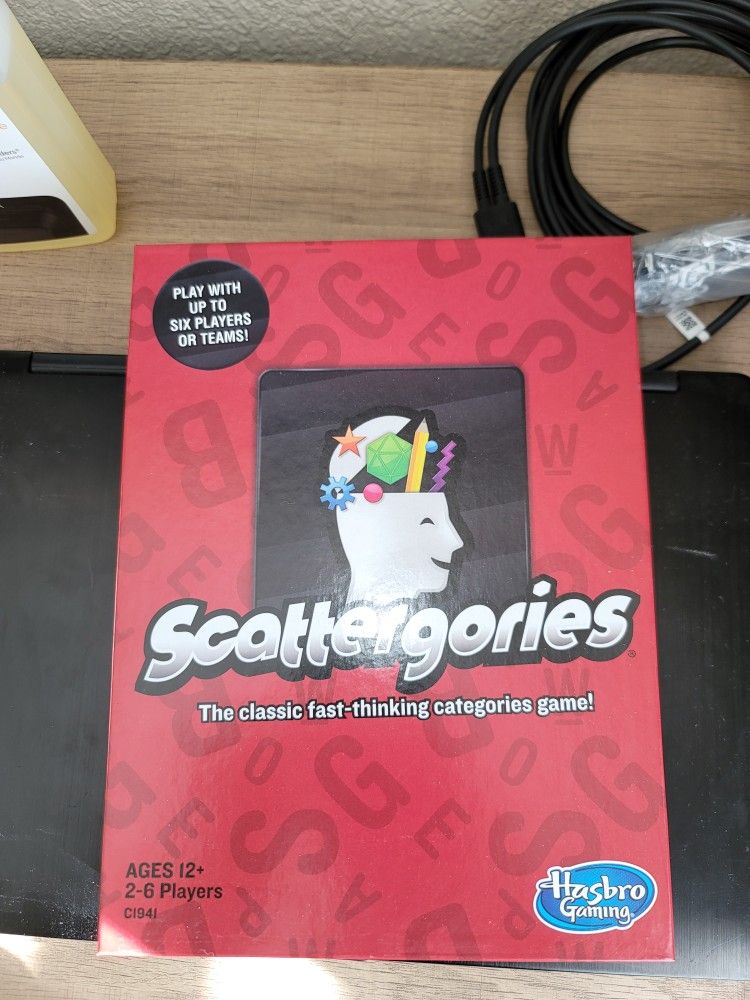 PLAY WITH
UP TO
SIX PLAYERS
OR TEAMS!
Scattergories
The classic fast-thinking categories game!
AGES 12+
2-6 Players
C1941
Hasbro
Gaming